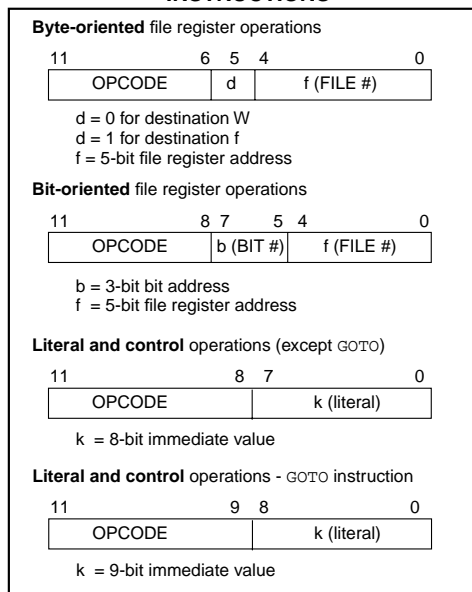 INSTRUCTIONS
Byte-oriented file register operations
11 6 5 4 0
OPCODE d f (FILE #)
d = 0 for destination W
d = 1 for destination f
f = 5-bit file register address
Bit-oriented file register operations
11 8 7 5 4 0
OPCODE b (BIT #) f (FILE #)
b = 3-bit bit address
f = 5-bit file register address
Literal and control operations (except GOTO)
11 8 7 0
OPCODE k (literal)
k = 8-bit immediate value
Literal and control operations - GOTO instruction
11 9 8 0
OPCODE k (literal)
k = 9-bit immediate value